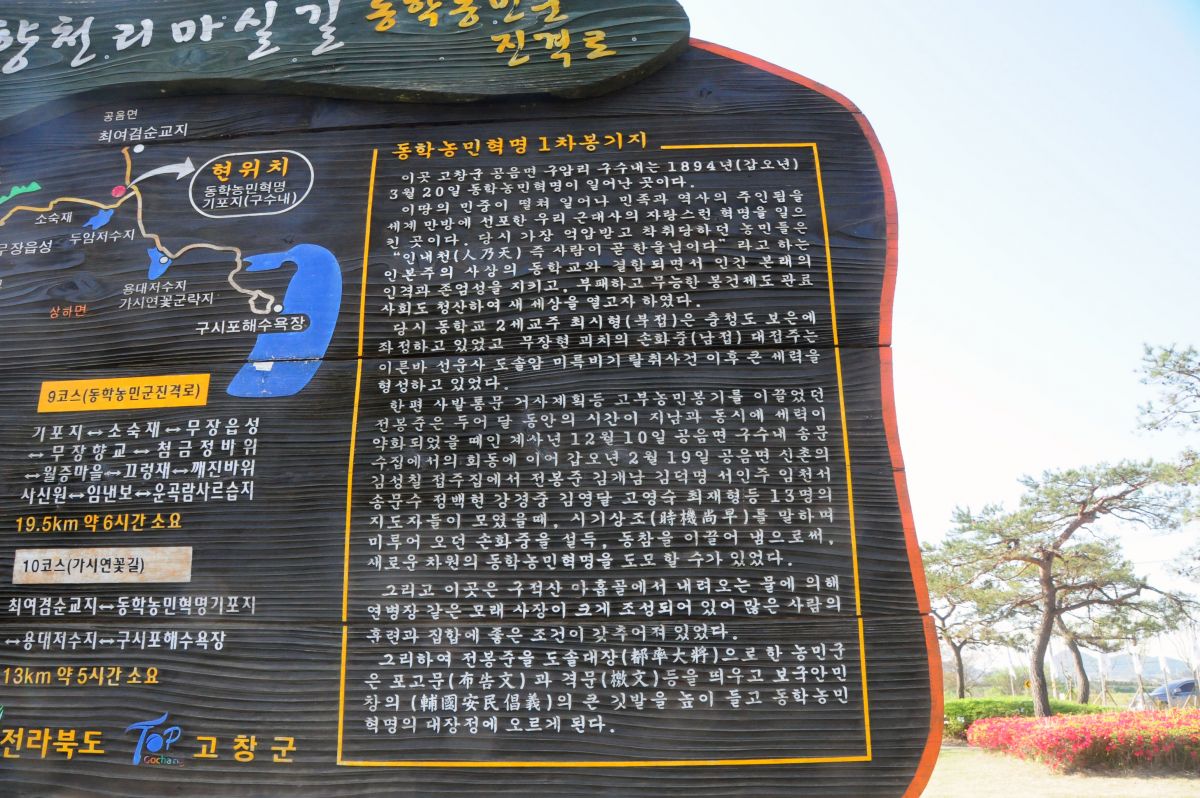 향천리마실길
동학농민군
진격로
공음면
최여겸순교지
현위치
동학농민혁명
기포지(구수내)
소숙재
두암저수지
무장읍성
용대저수지
가시연꽃군락지
상하면
구시포해수욕장
9코스(동학농민군진격로)
기포지↔소숙재↔무장읍성
↔무장향교↔첨금정바위
↔월증마을↔끄렁재↔깨진바위
사신원↔임내보↔운곡람사르습지
19.5km 약 6시간 소요
10코스(가시연꽃길)
최여겸순교지↔동학농민혁명기포지
↔용대저수지↔구시포해수욕장
13km 약 5시간 소요
전라북도
TOP
Gochang
고창군
동학농민혁명 1차봉기지
이곳 고창군 공음면 구암리 구수내는 1894년(갑오년)
3월 20일 동학농민혁명이 일어난 곳이다.
이땅의 민중이 떨쳐 일어나 민족과 역사의 주인됨을
세계 만방에 선포한 우리 근대사의 자랑스런 혁명을 일으
킨 곳이다. 당시 가장 억압받고 착취당하던 농민들은
“인내천(人乃天) 즉 사람이 곧 한울님이다” 라고 하는
인본주의 사상의 동학교와 결합되면서 인간 본래의
인격과 존엄성을 지키고, 부패하고 무능한 봉건제도 관료
사회도 청산하여 새 세상을 열고자 하였다.
당시 동학교 2세교주 최시형(북접)은 충청도 보은에
좌정하고 있었고 무장현 괴치의 손화중(남접) 대접주는
이른바 선운사 도솔암 미륵비기 탈취사건 이후 큰 세력을
형성하고 있었다.
한편 사발통문 거사계획등 고부농민봉기를 이끌었던
전봉준은 두어 달 동안의 시간이 지남과 동시에 세력이
약화되었을 때인 계사년 12월 10일 공음면 구수내 송문
수집에서의 회동에 이어 갑오년 2월 19일 공음면 신촌의
김성칠 접주집에서 전봉준 김개남 김덕명 서인주 임천서
송문수 정백현 강경중 김영달 고영숙 최재형등 13명의
지도자들이 모였을때, 시기상조(時機尚早)를 말하며
미루어 오던 손화중을 설득, 동참을 이끌어 냄으로써,
새로운 차원의 동학농민혁명을 도모 할 수가 있었다.
그리고 이곳은 구적산 아홉골에서 내려오는 물에 의해
연병장 같은 모래 사장이 크게 조성되어 있어 많은 사람의
훈련과 집합에 좋은 조건이 갖추어져 있었다.
그리하여 전봉준을 도솔대장(都率大將)으로 한 농민군
은 포고문(布告文)과 격문(檄文)등을 띄우고 보국안민
창의 (輔國安民倡義)의 큰 깃발을 높이 들고 동학농민
혁명의 대장정에 오르게 된다.